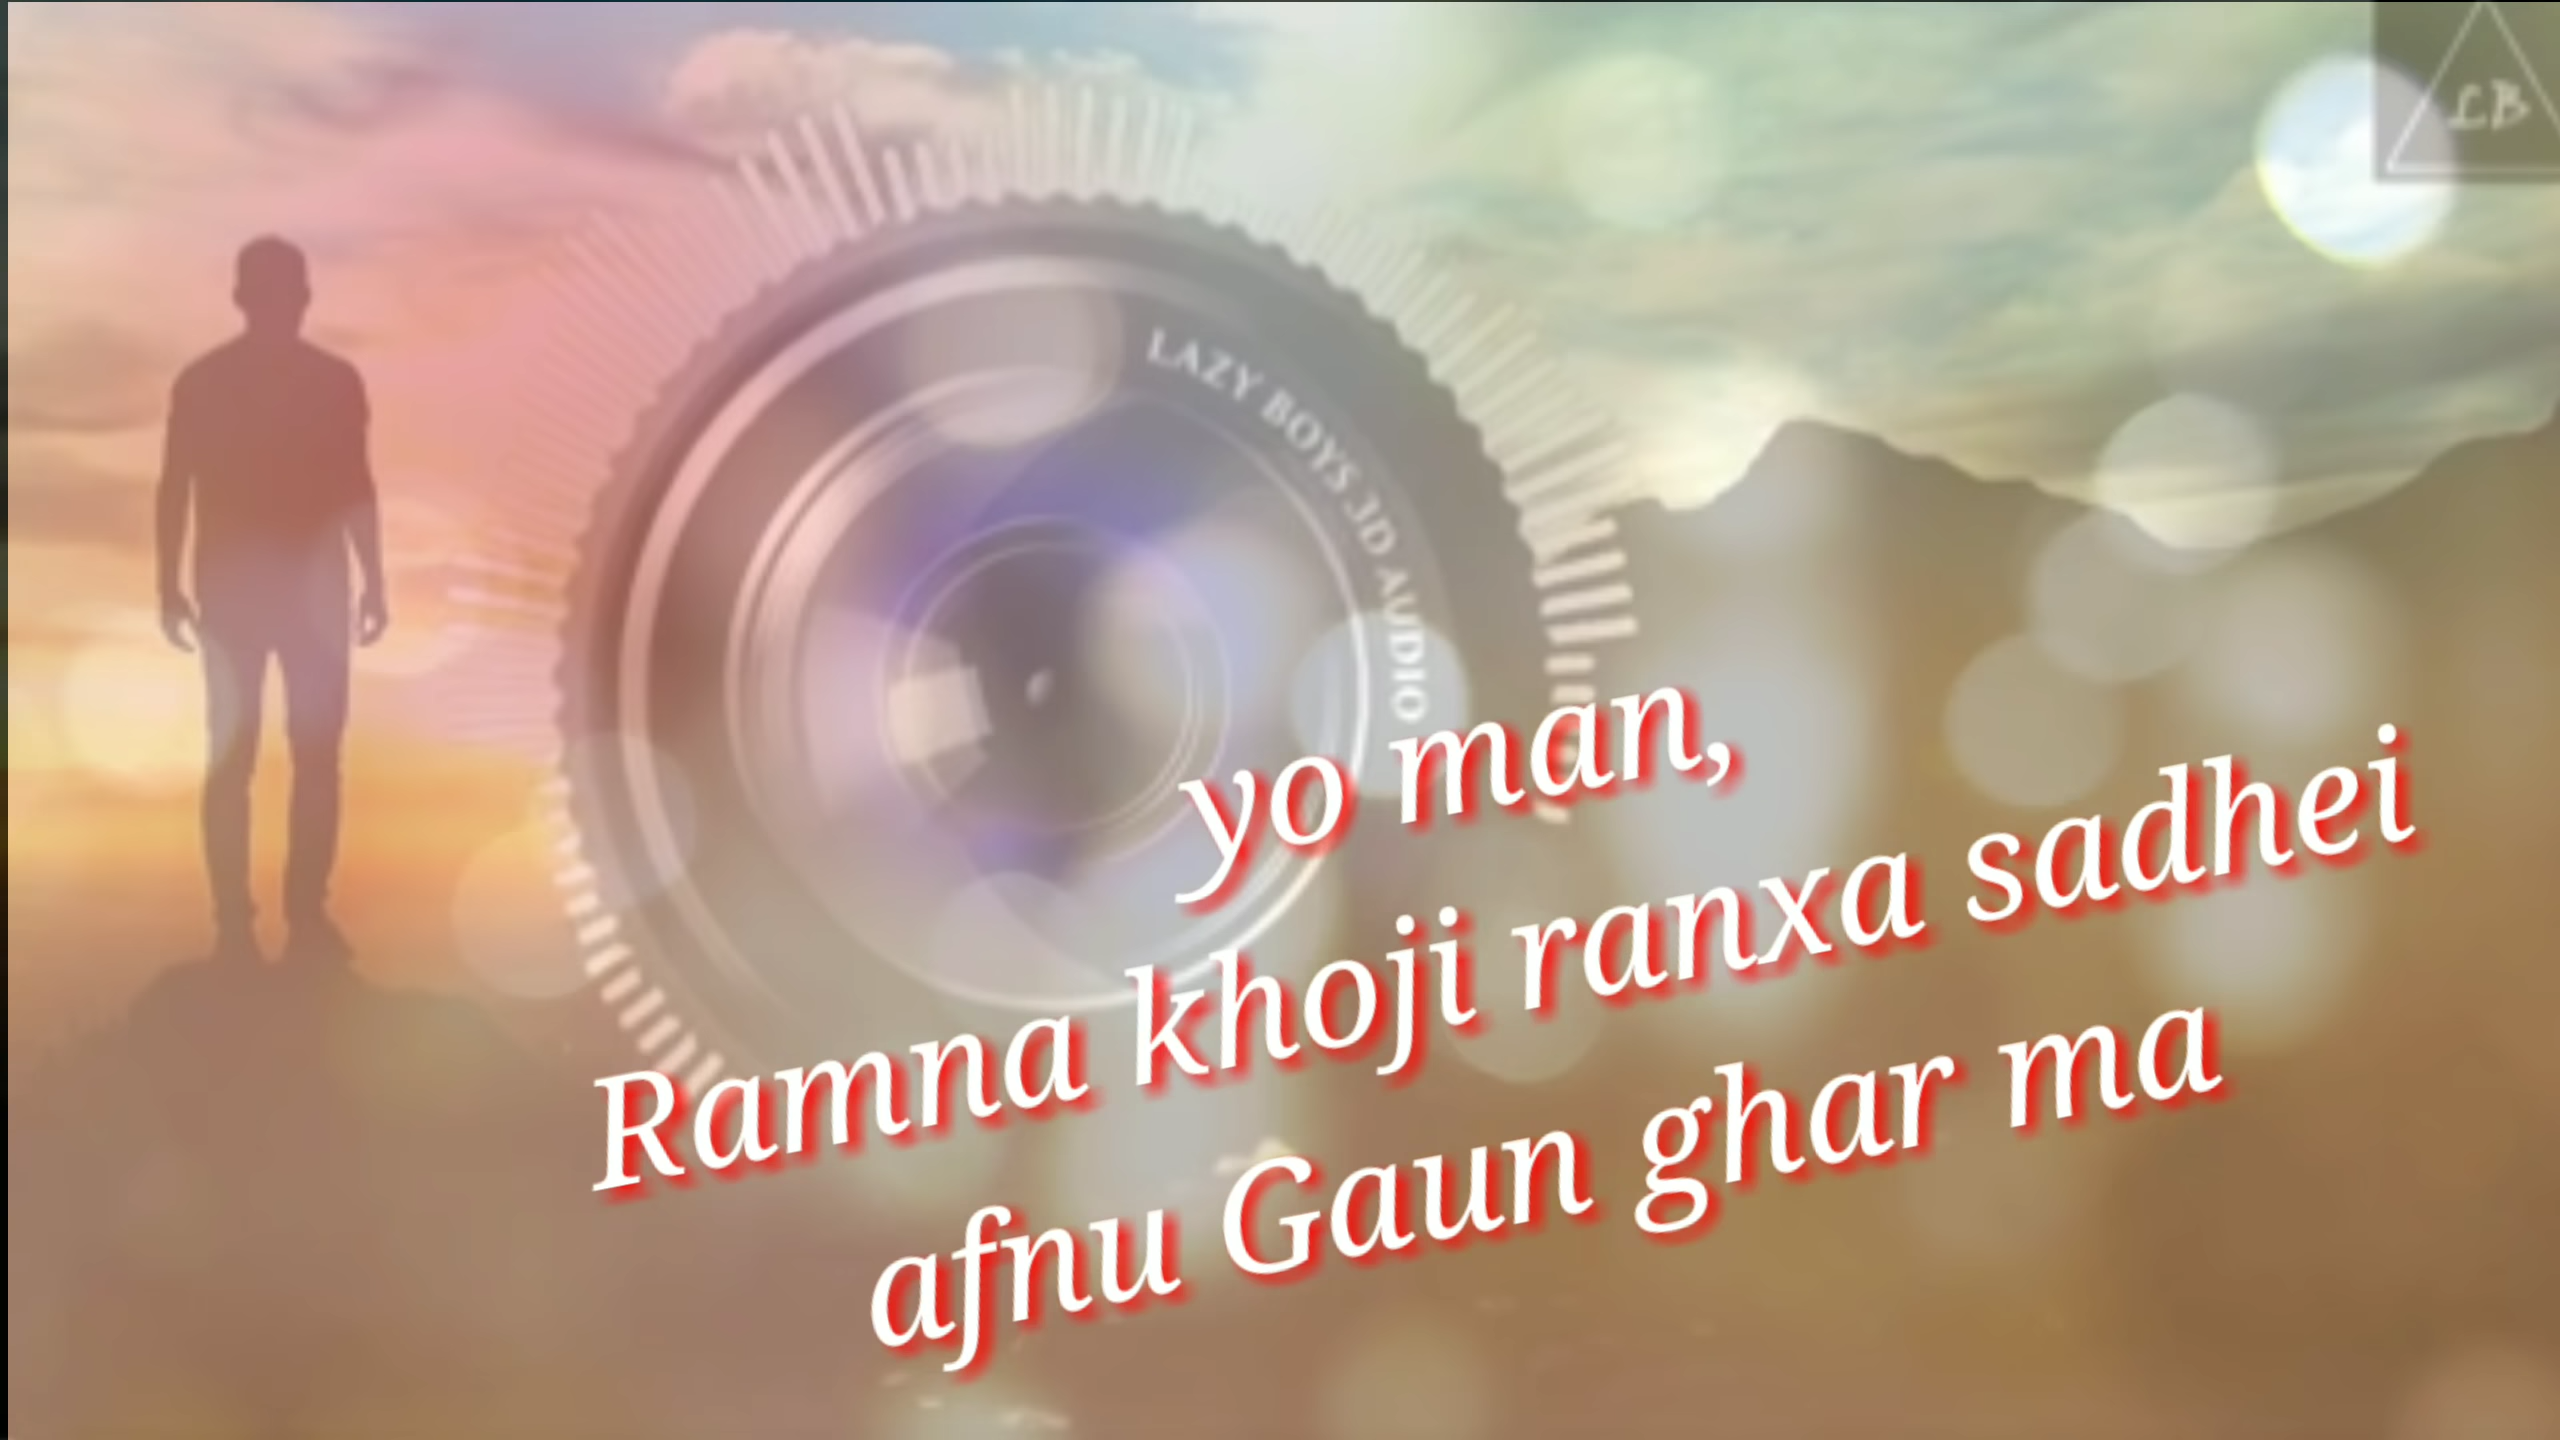 LB
LAZY BOYS 3D AUDIO
yo man,
Ramna khoji ranxa sadhei
afnu Gaun ghar ma